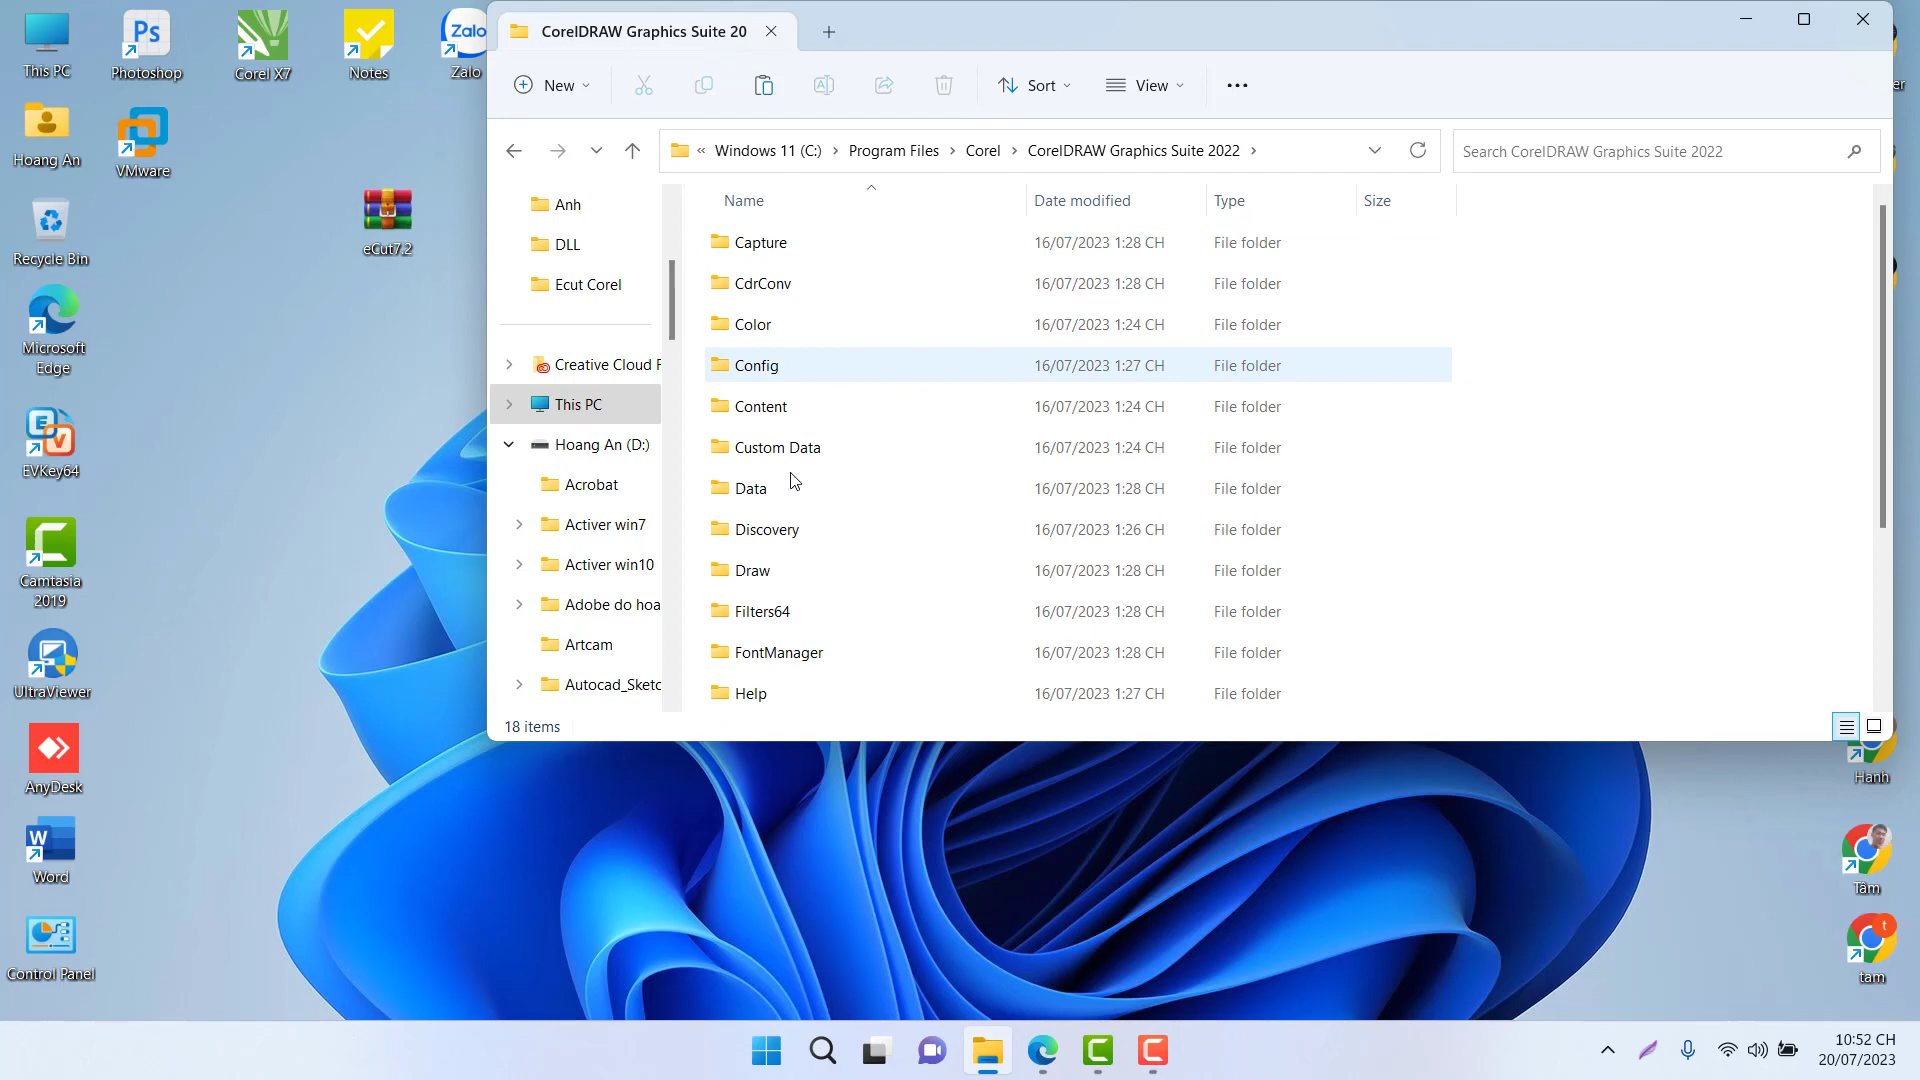 This PC
Photoshop
Corel X7
Notes
Zalo
Zalo
Hoang An
VMware
Recycle Bin
eCut7.2
Microsoft
Edge
EVKey64
Camtasia
2019
UltraViewer
AnyDesk
Word
Control Panel
CorelDRAW Graphics Suite 20
New
Sort
View
Windows 11 (C:)
Program Files
Corel
CorelDRAW Graphics Suite 2022
Search CorelDRAW Graphics Suite 2022
Anh
DLL
Ecut Corel
Creative Cloud F
This PC
Hoang An (D:)
Acrobat
Activer win7
Activer win10
Adobe do hoa
Artcam
Autocad_Sketc
Name Date modified Type Size
Capture 16/07/2023 1:28 CH File folder
CdrConv 16/07/2023 1:28 CH File folder
Color 16/07/2023 1:24 CH File folder
Config 16/07/2023 1:27 CH File folder
Content 16/07/2023 1:24 CH File folder
Custom Data 16/07/2023 1:24 CH File folder
Data 16/07/2023 1:28 CH File folder
Discovery 16/07/2023 1:26 CH File folder
Draw 16/07/2023 1:28 CH File folder
Filters64 16/07/2023 1:28 CH File folder
FontManager 16/07/2023 1:28 CH File folder
Help 16/07/2023 1:27 CH File folder
18 items
Hanh
Tâm
t
tam
10:52 CH
20/07/2023